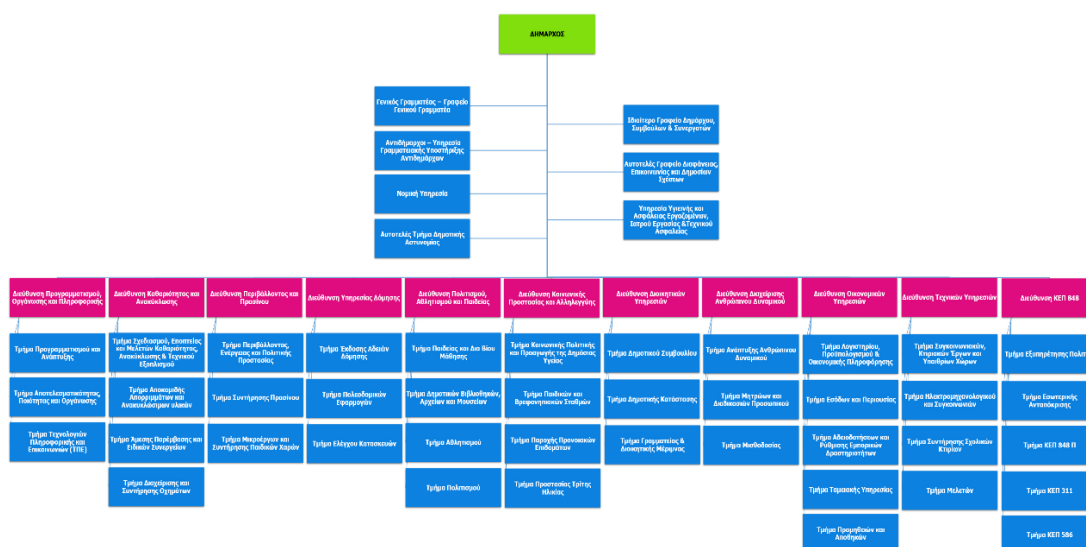 ΔΗΜΑΡΧΟΣ
Γενικός Γραμματέας – Γραφείο
Γενικού Γραμματέα
Αντιδήμαρχοι – Υπηρεσία
Γραμματειακής Υποστήριξης
Αντιδημάρχων
Νομική Υπηρεσία
Αυτοτελές Τμήμα Δημοτικής
Αστυνομίας
Ιδιαίτερο Γραφείο Δημάρχου,
Συμβούλων & Συνεργατών
Αυτοτελές Γραφείο Διαφάνειας,
Επικοινωνίας και Δημοσίων
Σχέσεων
Υπηρεσία Υγιεινής και
Ασφάλειας Εργαζομένων,
Ιατρού Εργασίας &Τεχνικού
Ασφαλείας
Διεύθυνση Προγραμματισμού,
Οργάνωσης και Πληροφορικής
Τμήμα Προγραμματισμού και
Ανάπτυξης
Τμήμα Αποτελεσματικότητας,
Ποιότητας και Οργάνωσης
Τμήμα Τεχνολογιών
Πληροφορικής και
Επικοινωνιών (ΤΠΕ)
Διεύθυνση Καθαριότητας και
Ανακύκλωσης
Τμήμα Σχεδιασμού, Εποπτείας
και Μελετών Καθαριότητας,
Ανακύκλωσης & Τεχνικού
Εξοπλισμού
Τμήμα Αποκομιδής
Απορριμμάτων και
Ανακυκλώσιμων υλικών
Τμήμα Άμεσης Παρέμβασης και
Ειδικών Συνεργείων
Τμήμα Διαχείρισης και
Συντήρησης Οχημάτων
Διεύθυνση Περιβάλλοντος και
Πρασίνου
Τμήμα Περιβάλλοντος,
Ενέργειας και Πολιτικής
Προστασίας
Τμήμα Συντήρησης Πρασίνου
Τμήμα Μικροέργων και
Συντήρησης Παιδικών Χαρών
Διεύθυνση Υπηρεσία Δόμησης
Τμήμα Έκδοσης Αδειών
Δόμησης
Τμήμα Πολεοδομικών
Εφαρμογών
Τμήμα Ελέγχου Κατασκευών
Διεύθυνση Πολιτισμού,
Αθλητισμού και Παιδείας
Τμήμα Παιδείας και Δια Βίου
Μάθησης
Τμήμα Δημοτικών Βιβλιοθηκών,
Αρχείων και Μουσείων
Τμήμα Αθλητισμού
Τμήμα Πολιτισμού
Διεύθυνση Κοινωνικής
Προστασίας και Αλληλεγγύης
Τμήμα Κοινωνικής Πολιτικής
και Προαγωγής της Δημόσιας
Υγείας
Τμήμα Παιδικών και
Βρεφονηπιακών Σταθμών
Τμήμα Παροχής Προνοιακών
Επιδομάτων
Τμήμα Προστασίας Τρίτης
Ηλικίας
Διεύθυνση Διοικητικών
Υπηρεσιών
Τμήμα Δημοτικού Συμβουλίου
Τμήμα Δημοτικής Κατάστασης
Τμήμα Γραμματείας &
Διοικητικής Μέριμνας
Διεύθυνση Διαχείρισης
Ανθρώπινου Δυναμικού
Τμήμα Ανάπτυξης Ανθρώπινου
Δυναμικού
Τμήμα Μητρώων και
Διαδικασιών Προσωπικού
Τμήμα Μισθοδοσίας
Διεύθυνση Οικονομικών
Υπηρεσιών
Τμήμα Λογιστηρίου,
Προϋπολογισμού &
Οικονομικής Πληροφόρησης
Τμήμα Εσόδων και Περιουσίας
Τμήμα Αδειοδοτήσεων και
Ρύθμισης Εμπορικών
Δραστηριοτήτων
Τμήμα Ταμειακής Υπηρεσίας
Τμήμα Προμηθειών και
Αποθηκών
Διεύθυνση Τεχνικών Υπηρεσιών
Τμήμα Συγκοινωνιακών,
Κτιριακών Έργων και
Υπαιθρίων Χώρων
Τμήμα Ηλεκτρομηχανολογικού
και Συγκοινωνιών
Τμήμα Συντήρησης Σχολικών
Κτιρίων
Τμήμα Μελετών
Διεύθυνση ΚΕΠ 848
Τμήμα Εξυπηρέτησης Πολιτ
Τμήμα Εσωτερικής
Ανταπόκρισης
Τμήμα ΚΕΠ 848 Π
Τμήμα ΚΕΠ 311
Τμήμα ΚΕΠ 586